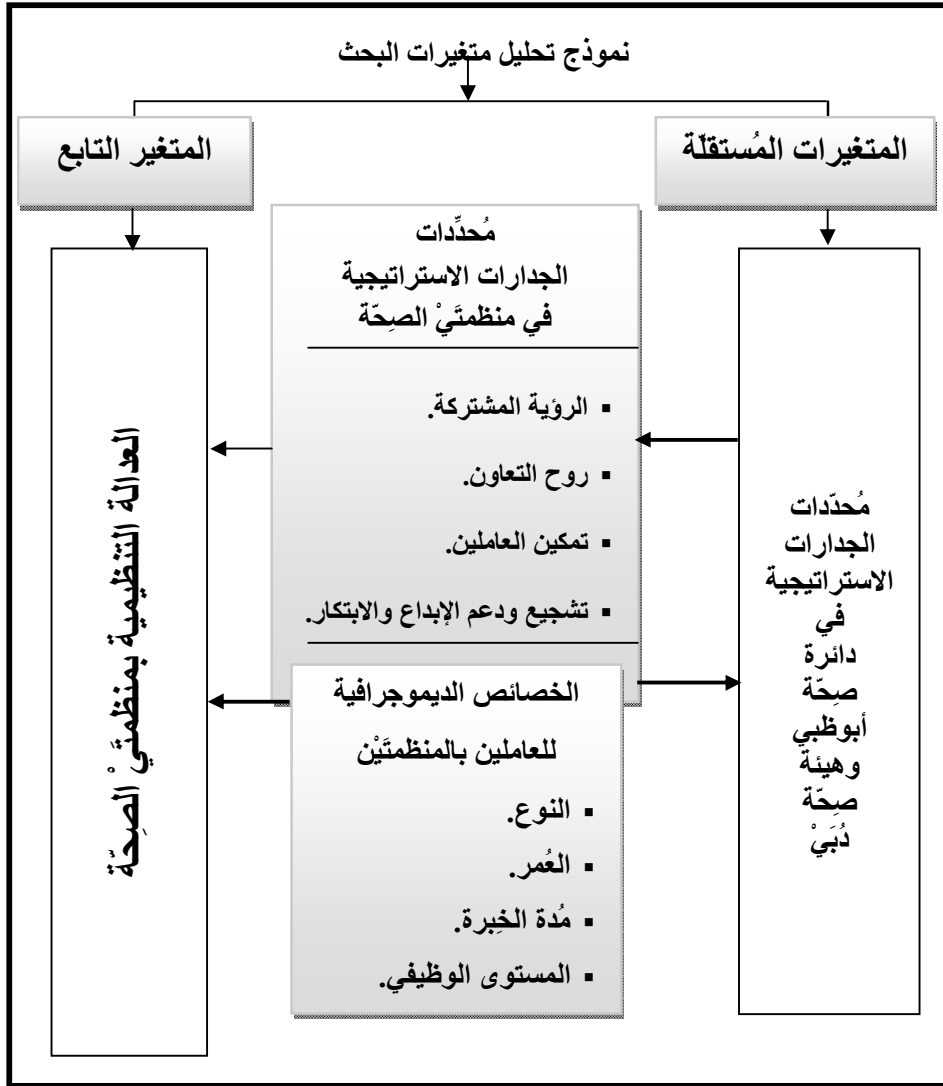 نموذج تحليل متغيرات البحث
المتغيرات المُستقلّة
المتغير التابع
مُحدّدات
الجدارات
الاستراتيجية
في
دائرة
صِحّة
أبوظبي
وهيئة
صِحّة
دُبَيْ
مُحدِّدات
الجدارات الاستراتيجية
في منظمتَيْ الصِحّة
▪ الرؤية المشتركة.
▪ روح التعاون.
▪ تمكين العاملين.
▪ تشجيع ودعم الإبداع والابتكار.
الخصائص الديموجرافية
للعاملين بالمنظمتَيْن
▪ النوع.
▪ العُمر.
▪ مُدة الخِبرة.
▪ المستوى الوظيفي.
العدالة التنظيمية بمنظمتَيْ الصِحّة